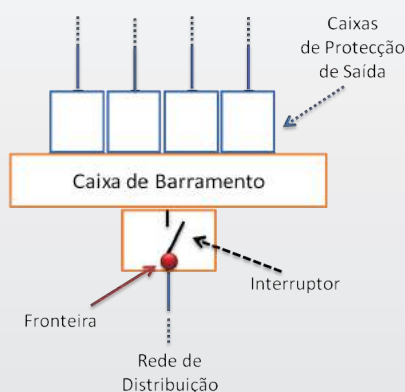 Caixas
de Protecção
de Saída
Caixa de Barramento
Interruptor
Fronteira
Rede de
Distribuição